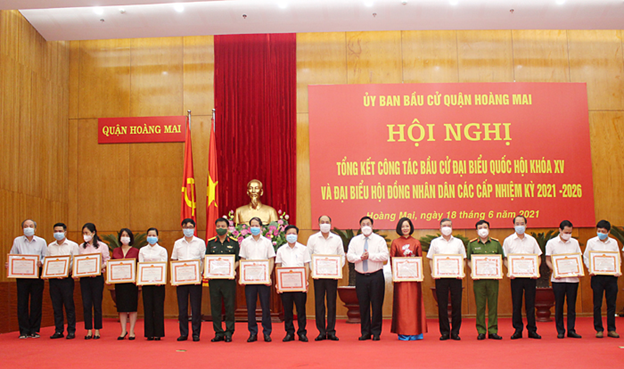 QUẬN HOÀNG MAI
ỦY BAN BẦU CỬ QUẬN HOÀNG MAI
HỘI NGHỊ
TỔNG KẾT CÔNG TÁC BẦU CỬ ĐẠI BIỂU QUỐC HỘI KHÓA XV
VÀ ĐẠI BIỂU HỘI ĐỒNG NHÂN DÂN CÁC CẤP NHIỆM KỲ 2021 -2026
Hoàng Mai, ngày 18 tháng 6 năm 2021